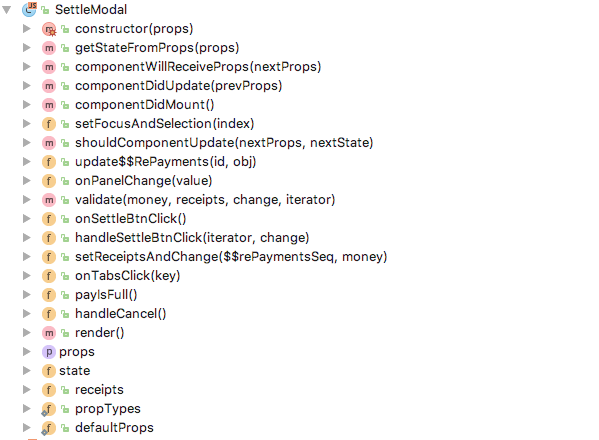 SettleModal
constructor(props)
getStateFromProps(props)
componentWillReceiveProps(nextProps)
componentDidUpdate(prevProps)
componentDidMount()
setFocusAndSelection(index)
shouldComponentUpdate(nextProps, nextState)
update$$RePayments(id, obj)
onPanelChange(value)
validate(money, receipts, change, iterator)
onSettleBtnClick()
handleSettleBtnClick(iterator, change)
setReceiptsAndChange($$rePaymentsSeq, money)
onTabsClick(key)
payIsFull()
handleCancel()
render()
props
state
receipts
propTypes
defaultProps